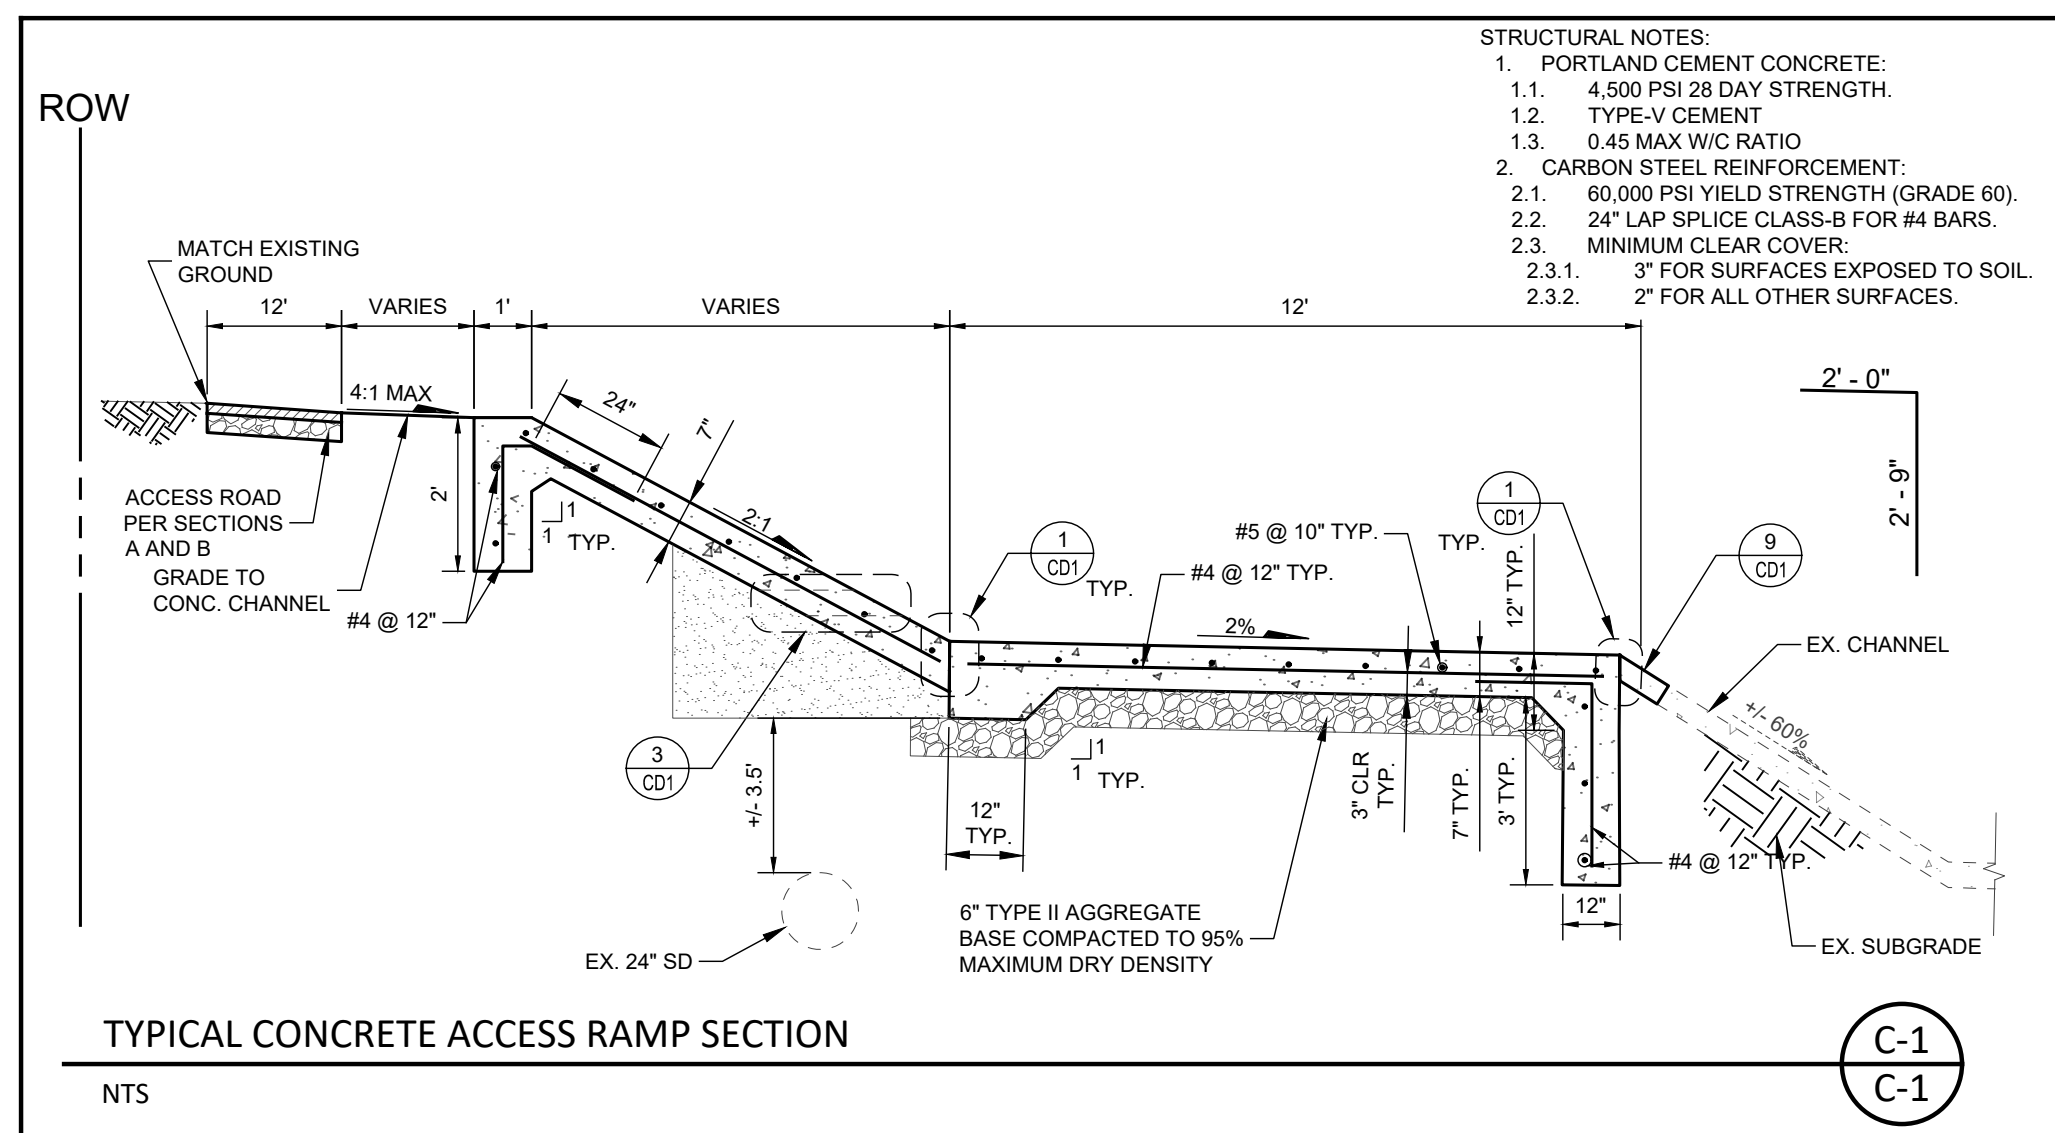 STRUCTURAL NOTES:
1. PORTLAND CEMENT CONCRETE:
1.1. 4,500 PSI 28 DAY STRENGTH.
1.2. TYPE-V CEMENT
1.3. 0.45 MAX W/C RATIO
2. CARBON STEEL REINFORCEMENT:
2.1. 60,000 PSI YIELD STRENGTH (GRADE 60).
2.2. 24" LAP SPLICE CLASS-B FOR #4 BARS.
2.3. MINIMUM CLEAR COVER:
2.3.1. 3" FOR SURFACES EXPOSED TO SOIL.
2.3.2. 2" FOR ALL OTHER SURFACES.
ROW
MATCH EXISTING
GROUND
12'
VARIES
1'
VARIES
12'
2' - 0"
2' - 9"
4:1 MAX
24"
7"
2:1
2'
ACCESS ROAD
PER SECTIONS
A AND B
GRADE TO
CONC. CHANNEL
#4 @ 12"
1
1
TYP.
1
CD1
TYP.
#5 @ 10" TYP.
#4 @ 12" TYP.
TYP.
12" TYP.
1
CD1
9
CD1
2%
EX. CHANNEL
+/- 60%
3
CD1
+/- 3.5'
1
1
TYP.
12"
TYP.
3" CLR
TYP.
7" TYP.
3' TYP.
#4 @ 12" TYP.
12"
EX. SUBGRADE
6" TYPE II AGGREGATE
BASE COMPACTED TO 95%
MAXIMUM DRY DENSITY
EX. 24" SD
TYPICAL CONCRETE ACCESS RAMP SECTION
NTS
C-1
C-1